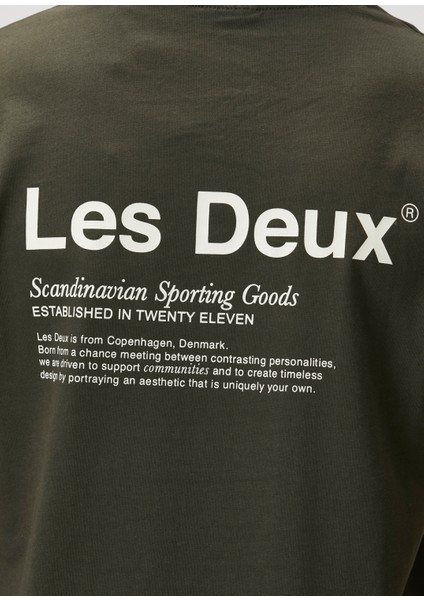 Les Deux®
Scandinavian Sporting Goods
ESTABLISHED IN TWENTY ELEVEN
Les Deux is from Copenhagen, Denmark.
Born from a chance meeting between contrasting personalities,
we are driven to support communities and to create timeless
design by portraying an aesthetic that is uniquely your own.